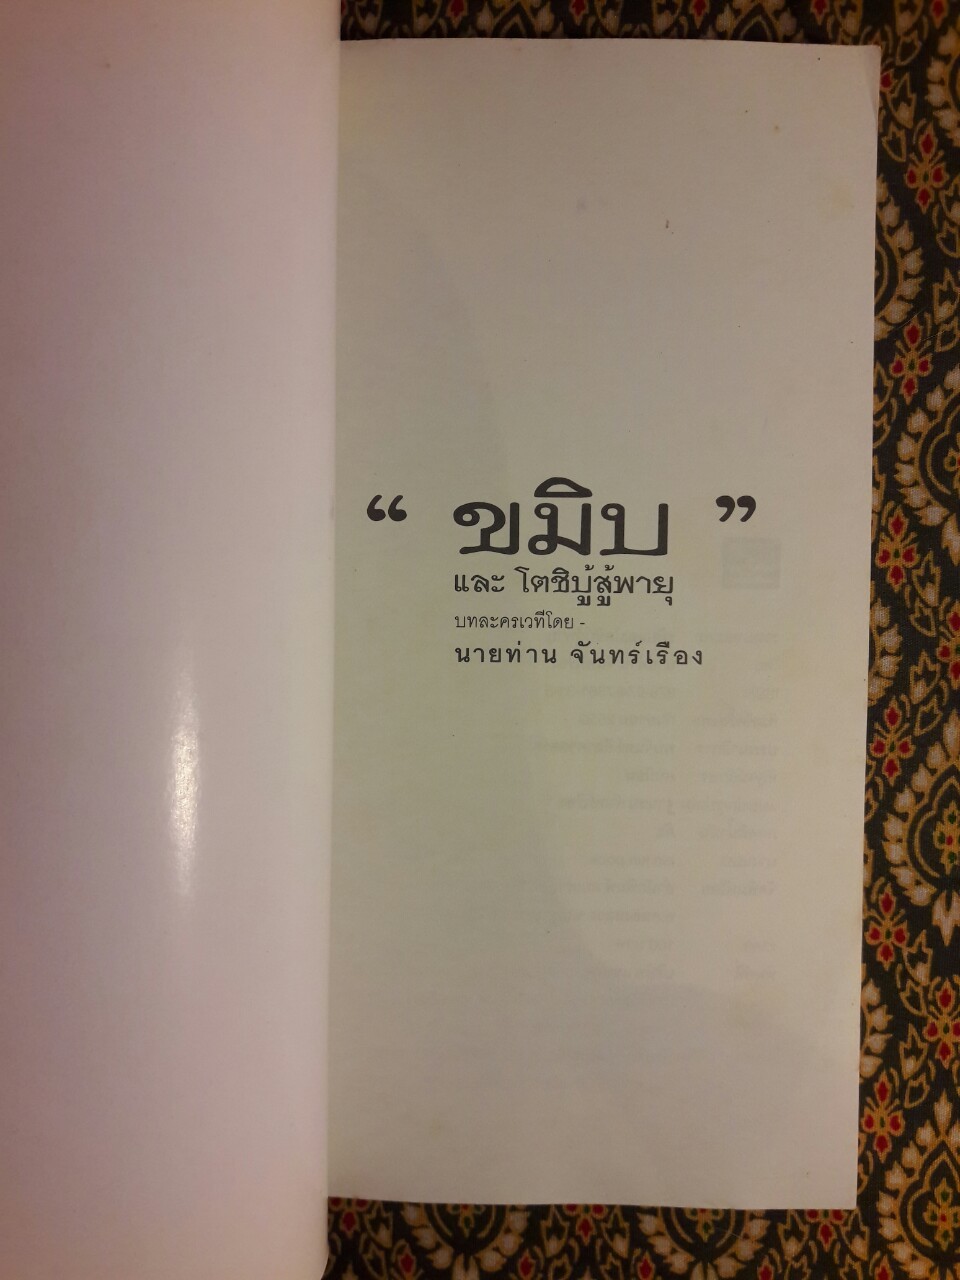 “ ขมิบ ”
และ โตชิบู้สู้พายุ
บทละครเวทีโดย -
นายท่าน จันทร์เรือง